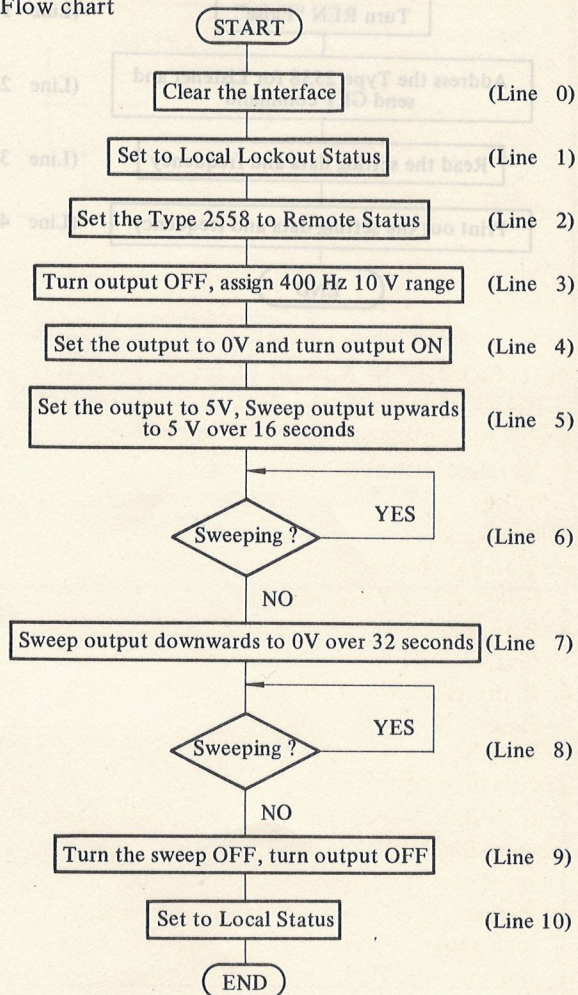 Flow chart
START
Clear the Interface (Line 0)
Set to Local Lockout Status (Line 1)
Set the Type 2558 to Remote Status (Line 2)
Turn output OFF, assign 400 Hz 10 V range (Line 3)
Set the output to 0V and turn output ON (Line 4)
Set the output to 5V, Sweep output upwards
to 5 V over 16 seconds (Line 5)
YES
Sweeping ? (Line 6)
NO
Sweep output downwards to 0V over 32 seconds (Line 7)
YES
Sweeping ? (Line 8)
NO
Turn the sweep OFF, turn output OFF (Line 9)
Set to Local Status (Line 10)
END